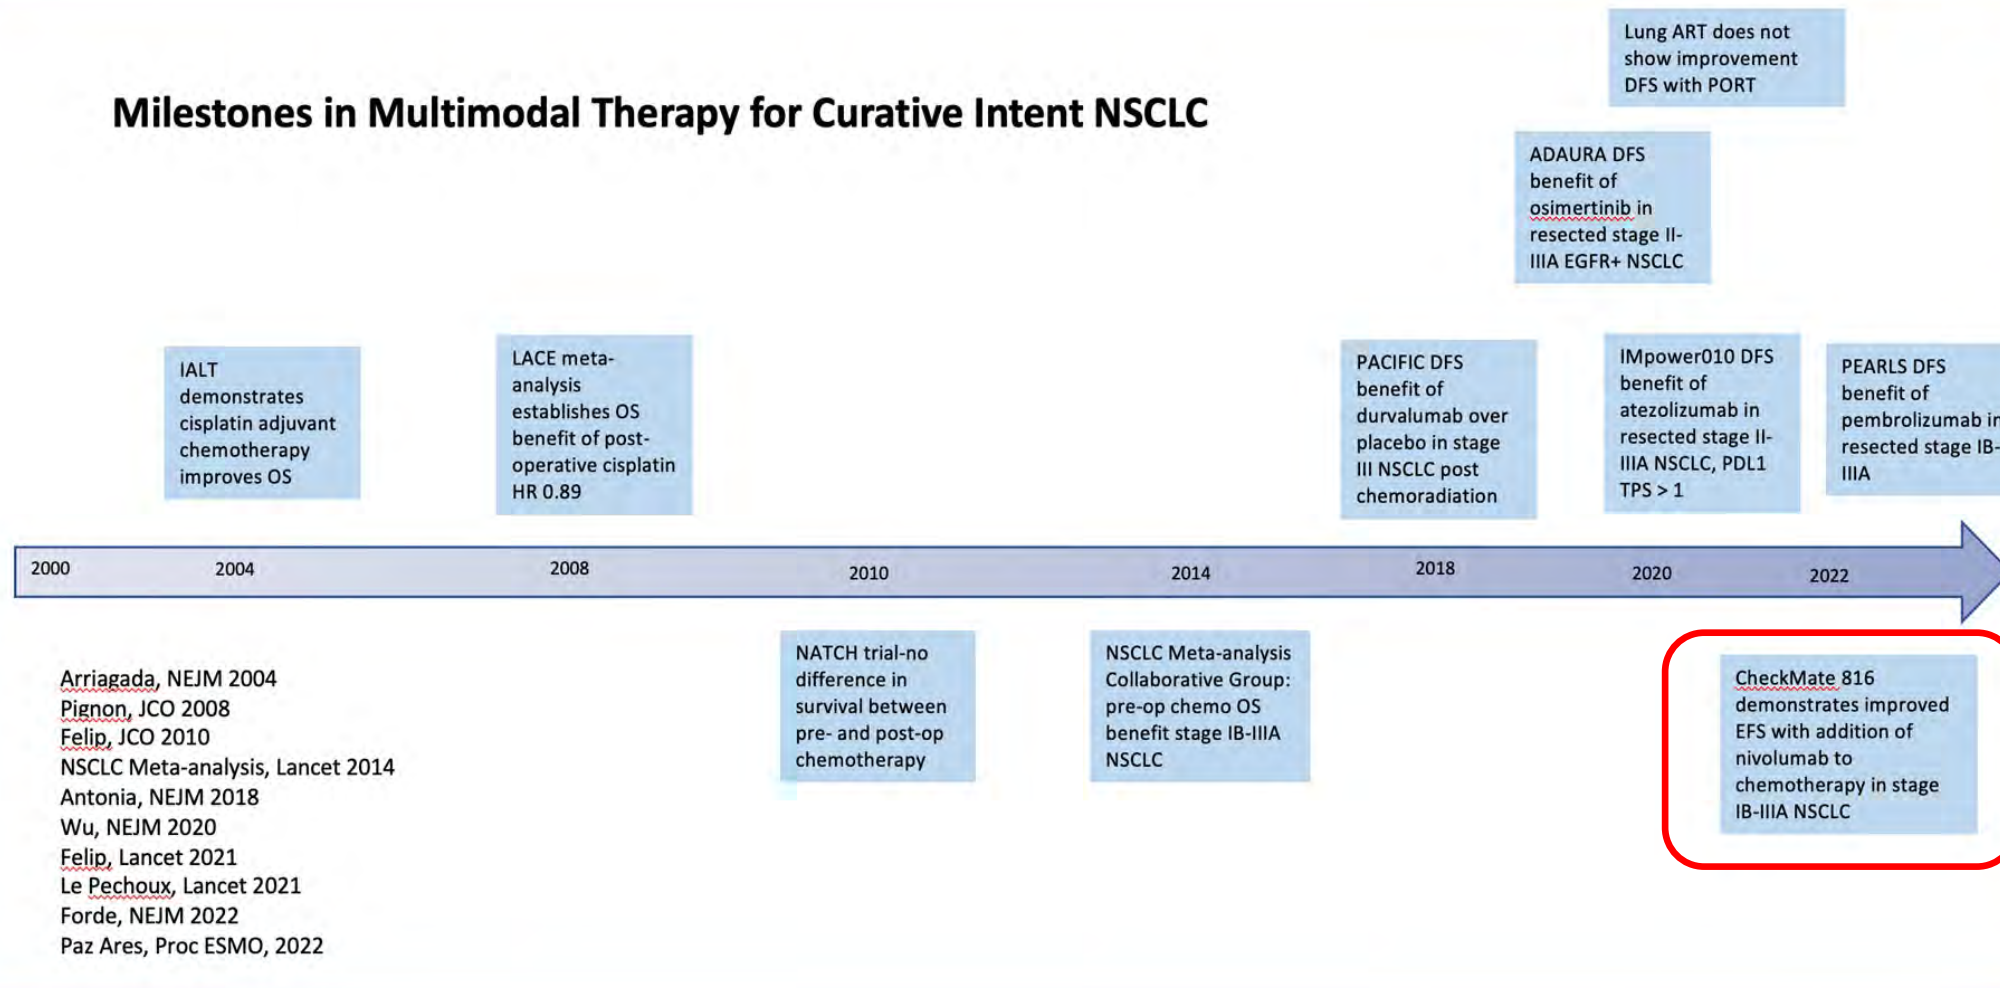 Milestones in Multimodal Therapy for Curative Intent NSCLC
Lung ART does not
show improvement
DFS with PORT
ADAURA DFS
benefit of
osimertinib in
resected stage II-
IIIA EGFR+ NSCLC
IALT
demonstrates
cisplatin adjuvant
chemotherapy
improves OS
LACE meta-
analysis
establishes OS
benefit of post-
operative cisplatin
HR 0.89
PACIFIC DFS
benefit of
durvalumab over
placebo in stage
III NSCLC post
chemoradiation
IMpower010 DFS
benefit of
atezolizumab in
resected stage II-
IIIA NSCLC, PDL1
TPS > 1
PEARLS DFS
benefit of
pembrolizumab in
resected stage IB-
IIIA
2000
2004
2008
2010
2014
2018
2020
2022
NATCH trial-no
difference in
survival between
pre- and post-op
chemotherapy
NSCLC Meta-analysis
Collaborative Group:
pre-op chemo OS
benefit stage IB-IIIA
NSCLC
CheckMate 816
demonstrates improved
EFS with addition of
nivolumab to
chemotherapy in stage
IB-IIIA NSCLC
Arriagada, NEJM 2004
Pignon, JCO 2008
Felip, JCO 2010
NSCLC Meta-analysis, Lancet 2014
Antonia, NEJM 2018
Wu, NEJM 2020
Felip, Lancet 2021
Le Pechoux, Lancet 2021
Forde, NEJM 2022
Paz Ares, Proc ESMO, 2022